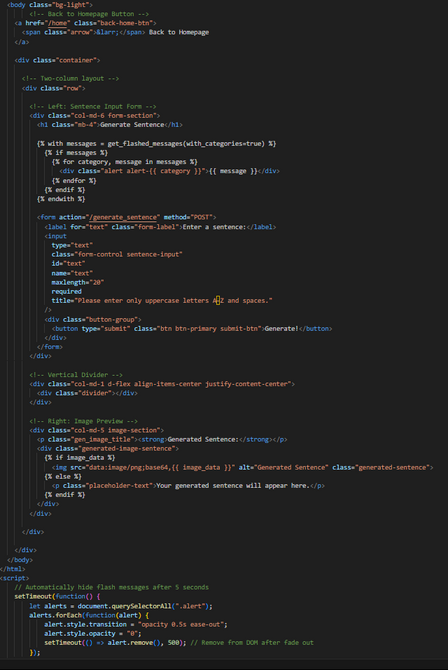 <body class="bg-light">
<!-- Back to Homepage Button -->
<a href="/home" class="back-home-btn">
<span class="arrow">&larr;</span> Back to Homepage
</a>
<div class="container">
<!-- Two-column layout -->
<div class="row">
<!-- Left: Sentence Input Form -->
<div class="col-md-6 form-section">
<h1 class="mb-4">Generate Sentence</h1>
{% with messages = get_flashed_messages(with_categories=true) %}
{% if messages %}
{% for category, message in messages %}
<div class="alert alert-{{ category }}">{{ message }}</div>
{% endfor %}
{% endif %}
{% endwith %}
<form action="/generate_sentence" method="POST">
<label for="text" class="form-label">Enter a sentence:</label>
<input
type="text"
class="form-control sentence-input"
id="text"
name="text"
maxlength="20"
required
title="Please enter only uppercase letters A–Z and spaces."
/>
<div class="button-group">
<button type="submit" class="btn btn-primary submit-btn">Generate!</button>
</div>
</form>
</div>
<!-- Vertical Divider -->
<div class="col-md-1 d-flex align-items-center justify-content-center">
<div class="divider"></div>
</div>
<!-- Right: Image Preview -->
<div class="col-md-5 image-section">
<p class="gen_image_title"><strong>Generated Sentence:</strong></p>
<div class="generated-image-sentence">
{% if image_data %}
<img src="data:image/png;base64,{{ image_data }}" alt="Generated Sentence" class="generated-sentence">
{% else %}
<p class="placeholder-text">Your generated sentence will appear here.</p>
{% endif %}
</div>
</div>
</div>
</div>
</body>
</html>
<script>
// Automatically hide flash messages after 5 seconds
setTimeout(function() {
let alerts = document.querySelectorAll(".alert");
alerts.forEach(function(alert) {
alert.style.transition = "opacity 0.5s ease-out";
alert.style.opacity = "0";
setTimeout(() => alert.remove(), 500); // Remove from DOM after fade out
});